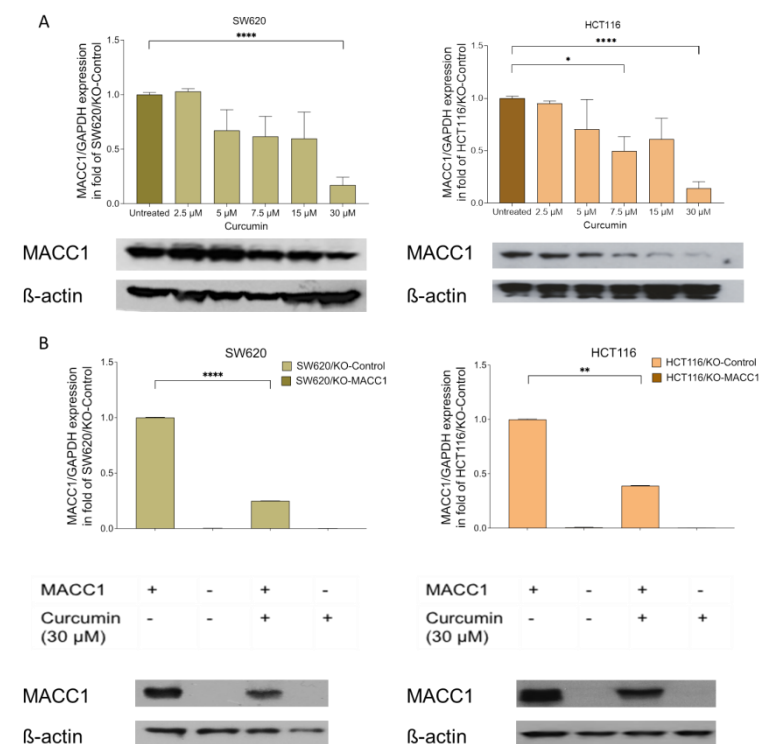 A
SW620
****
MACC1/GAPDH expression
in fold of SW620/KO-Control
1.5
1.0
0.5
0.0
Untreated 2.5 µM 5 µM 7.5 µM 15 µM 30 µM
Curcumin
HCT116
****
*
MACC1/GAPDH expression
in fold of HCT116/KO-Control
1.5
1.0
0.5
0.0
Untreated 2.5 µM 5 µM 7.5 µM 15 µM 30 µM
Curcumin
MACC1
ß-actin
MACC1
ß-actin
B
SW620
****
SW620/KO-Control
SW620/KO-MACC1
MACC1/GAPDH expression
in fold of SW620/KO-Control
1.5
1.0
0.5
0.0
HCT116
**
HCT116/KO-Control
HCT116/KO-MACC1
MACC1/GAPDH expression
in fold of HCT116/KO-Control
1.5
1.0
0.5
0.0
MACC1 + - + -
Curcumin - - + +
(30 µM)
MACC1 + - + -
Curcumin - - + +
(30 µM)
MACC1
ß-actin
MACC1
ß-actin